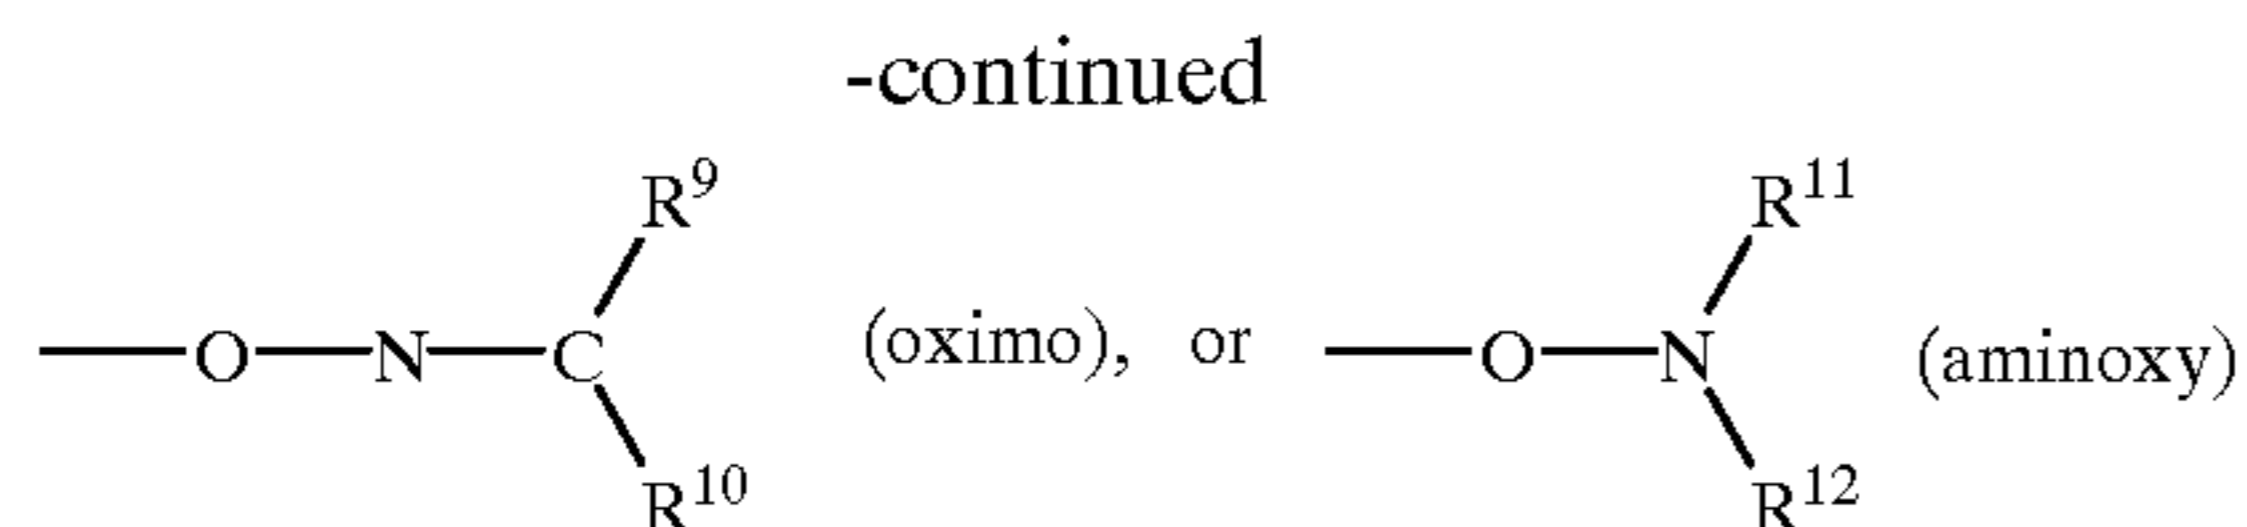 -continued
R⁹ R¹¹
—O—N—C (oximo), or —O—N (aminoxy)
R¹⁰ R¹²